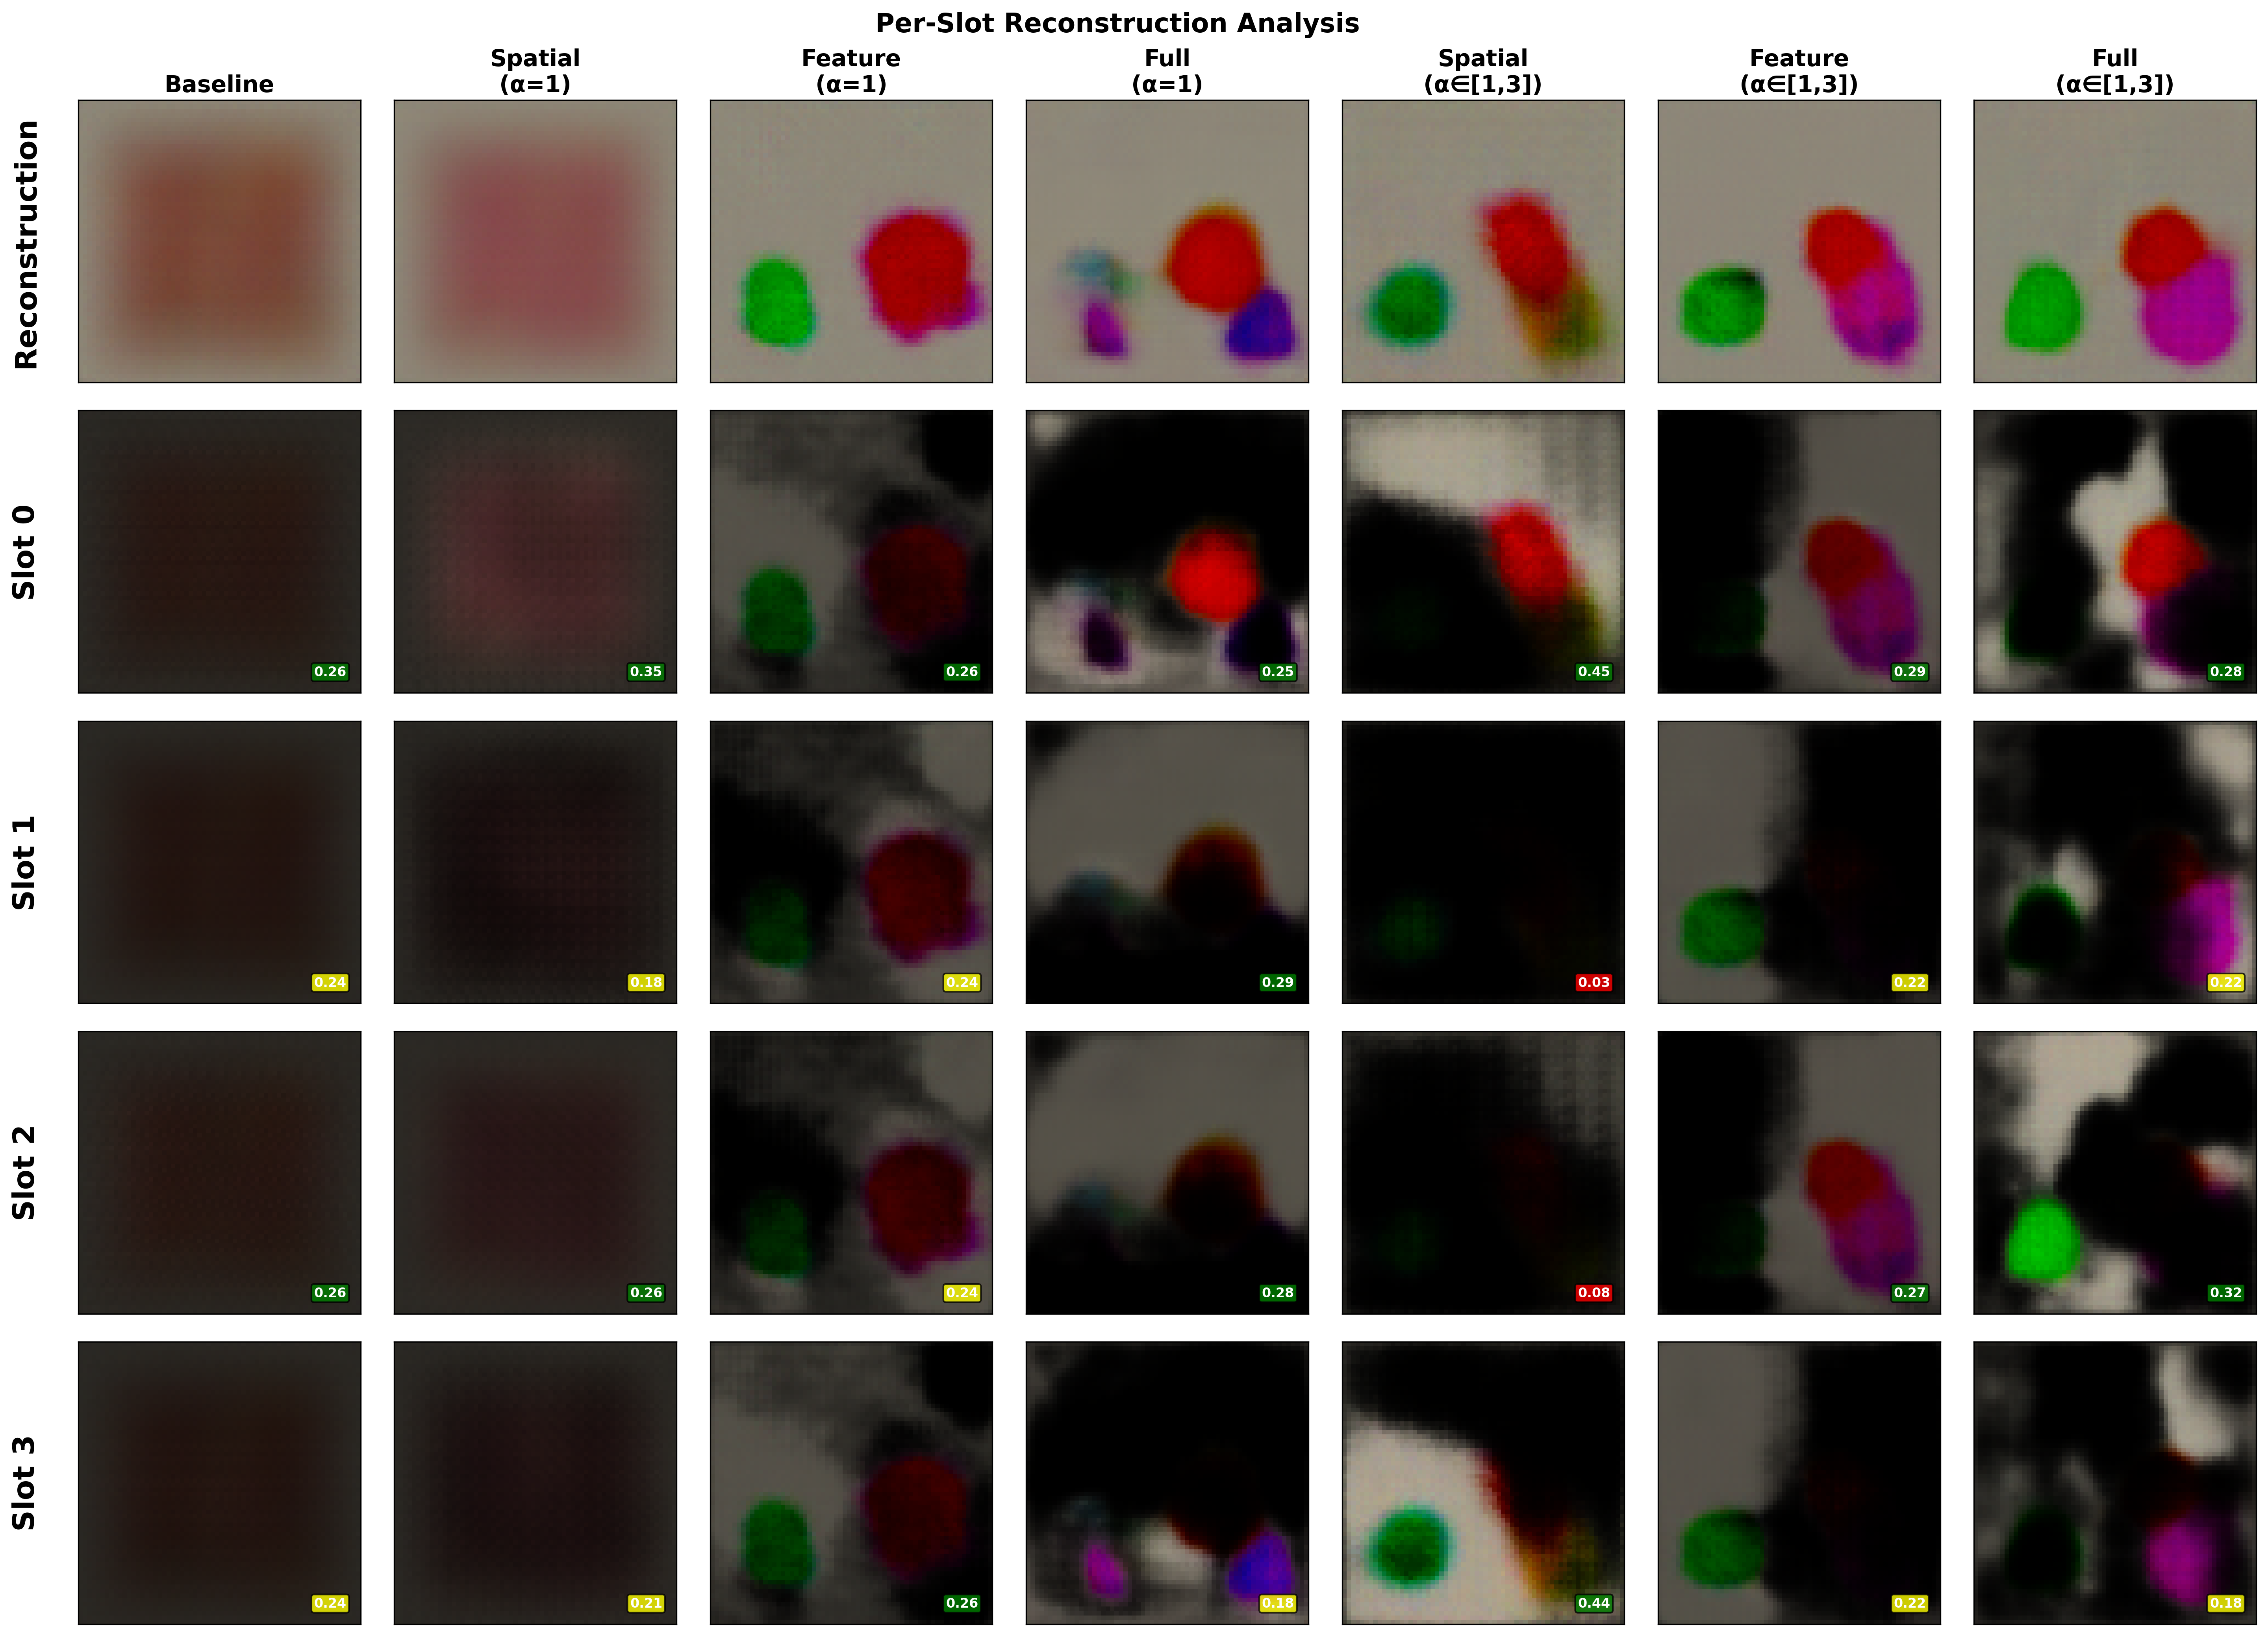 Per-Slot Reconstruction Analysis
Baseline
Spatial
(α=1)
Feature
(α=1)
Full
(α=1)
Spatial
(α∈[1,3])
Feature
(α∈[1,3])
Full
(α∈[1,3])
Reconstruction
Slot 0
0.26
0.35
0.26
0.25
0.45
0.29
0.28
Slot 1
0.24
0.18
0.24
0.29
0.03
0.22
0.22
Slot 2
0.26
0.26
0.24
0.28
0.08
0.27
0.32
Slot 3
0.24
0.21
0.26
0.18
0.44
0.22
0.18